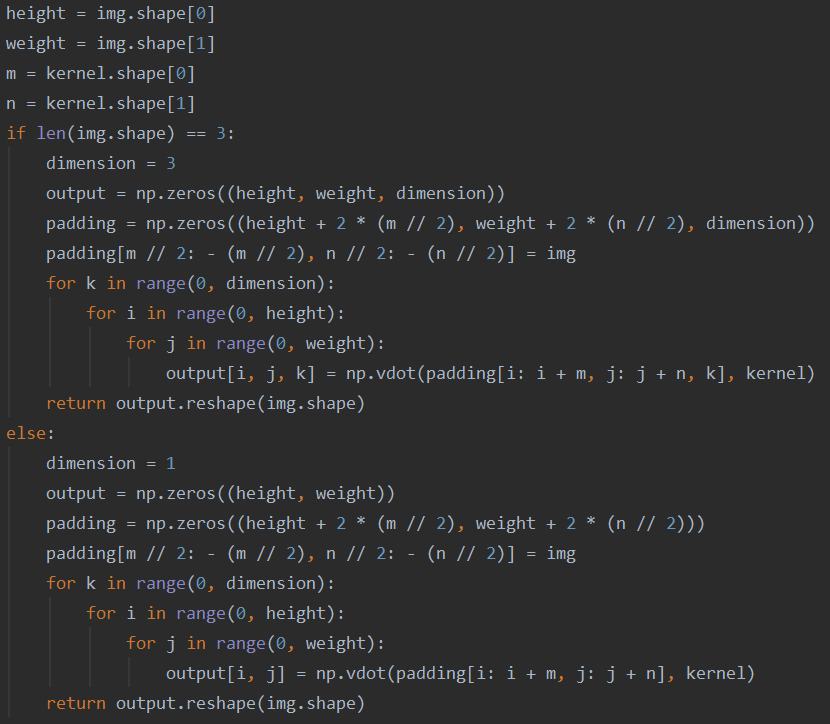 height = img.shape[0]
weight = img.shape[1]
m = kernel.shape[0]
n = kernel.shape[1]
if len(img.shape) == 3:
    dimension = 3
    output = np.zeros((height, weight, dimension))
    padding = np.zeros((height + 2 * (m // 2), weight + 2 * (n // 2), dimension))
    padding[m // 2: - (m // 2), n // 2: - (n // 2)] = img
    for k in range(0, dimension):
        for i in range(0, height):
            for j in range(0, weight):
                output[i, j, k] = np.vdot(padding[i: i + m, j: j + n, k], kernel)
    return output.reshape(img.shape)
else:
    dimension = 1
    output = np.zeros((height, weight))
    padding = np.zeros((height + 2 * (m // 2), weight + 2 * (n // 2)))
    padding[m // 2: - (m // 2), n // 2: - (n // 2)] = img
    for k in range(0, dimension):
        for i in range(0, height):
            for j in range(0, weight):
                output[i, j] = np.vdot(padding[i: i + m, j: j + n], kernel)
    return output.reshape(img.shape)